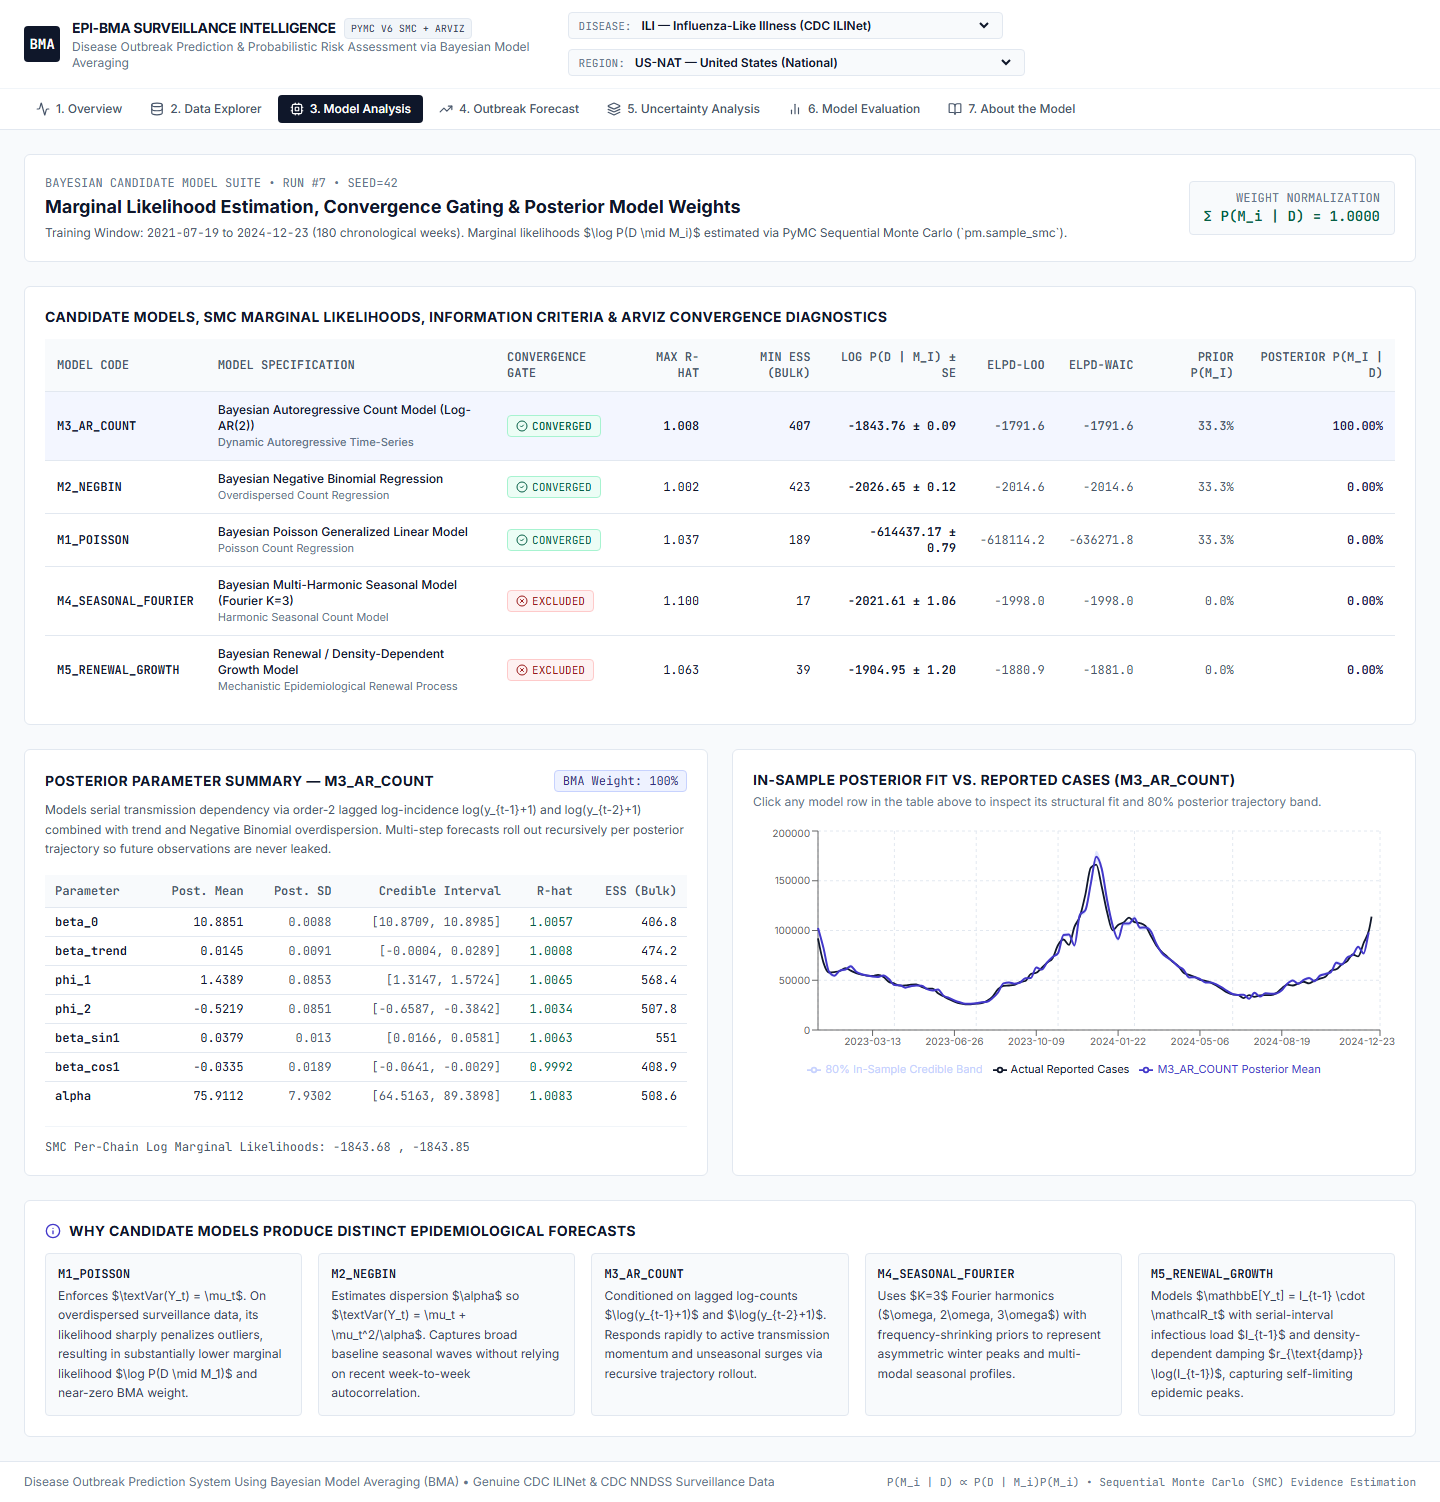 BMA
EPI-BMA SURVEILLANCE INTELLIGENCE
PYMC V6 SMC + ARVIZ
Disease Outbreak Prediction & Probabilistic Risk Assessment via Bayesian Model
Averaging
DISEASE: ILI — Influenza-Like Illness (CDC ILINet)
REGION: US-NAT — United States (National)
1. Overview
2. Data Explorer
3. Model Analysis
4. Outbreak Forecast
5. Uncertainty Analysis
6. Model Evaluation
7. About the Model
BAYESIAN CANDIDATE MODEL SUITE • RUN #7 • SEED=42
Marginal Likelihood Estimation, Convergence Gating & Posterior Model Weights
Training Window: 2021-07-19 to 2024-12-23 (180 chronological weeks). Marginal likelihoods $\log P(D \mid M_i)$ estimated via PyMC Sequential Monte Carlo (`pm.sample_smc`).
WEIGHT NORMALIZATION
Σ P(M_i | D) = 1.0000
CANDIDATE MODELS, SMC MARGINAL LIKELIHOODS, INFORMATION CRITERIA & ARVIZ CONVERGENCE DIAGNOSTICS
MODEL CODE MODEL SPECIFICATION CONVERGENCE GATE MAX R-HAT MIN ESS (BULK) LOG P(D | M_I) ± SE ELPD-LOO ELPD-WAIC PRIOR P(M_I) POSTERIOR P(M_I | D)
M3_AR_COUNT Bayesian Autoregressive Count Model (Log-AR(2)) CONVERGED 1.008 407 -1843.76 ± 0.09 -1791.6 -1791.6 33.3% 100.00%
Dynamic Autoregressive Time-Series
M2_NEGBIN Bayesian Negative Binomial Regression CONVERGED 1.002 423 -2026.65 ± 0.12 -2014.6 -2014.6 33.3% 0.00%
Overdispersed Count Regression
M1_POISSON Bayesian Poisson Generalized Linear Model CONVERGED 1.037 189 -614437.17 ± 0.79 -618114.2 -636271.8 33.3% 0.00%
Poisson Count Regression
M4_SEASONAL_FOURIER Bayesian Multi-Harmonic Seasonal Model (Fourier K=3) EXCLUDED 1.100 17 -2021.61 ± 1.06 -1998.0 -1998.0 0.0% 0.00%
Harmonic Seasonal Count Model
M5_RENEWAL_GROWTH Bayesian Renewal / Density-Dependent Growth Model EXCLUDED 1.063 39 -1904.95 ± 1.20 -1880.9 -1881.0 0.0% 0.00%
Mechanistic Epidemiological Renewal Process
POSTERIOR PARAMETER SUMMARY — M3_AR_COUNT
BMA Weight: 100%
Models serial transmission dependency via order-2 lagged log-incidence log(y_{t-1}+1) and log(y_{t-2}+1)
combined with trend and Negative Binomial overdispersion. Multi-step forecasts roll out recursively per posterior
trajectory so future observations are never leaked.
Parameter Post. Mean Post. SD Credible Interval R-hat ESS (Bulk)
beta_0 10.8851 0.0088 [10.8709, 10.8985] 1.0057 406.8
beta_trend 0.0145 0.0091 [-0.0004, 0.0289] 1.0008 474.2
phi_1 1.4389 0.0853 [1.3147, 1.5724] 1.0065 568.4
phi_2 -0.5219 0.0851 [-0.6587, -0.3842] 1.0034 507.8
beta_sin1 0.0379 0.013 [0.0166, 0.0581] 1.0063 551
beta_cos1 -0.0335 0.0189 [-0.0641, -0.0029] 0.9992 408.9
alpha 75.9112 7.9302 [64.5163, 89.3898] 1.0083 508.6
SMC Per-Chain Log Marginal Likelihoods: -1843.68 , -1843.85
IN-SAMPLE POSTERIOR FIT VS. REPORTED CASES (M3_AR_COUNT)
Click any model row in the table above to inspect its structural fit and 80% posterior trajectory band.
200000
150000
100000
50000
0
2023-03-13 2023-06-26 2023-10-09 2024-01-22 2024-05-06 2024-08-19 2024-12-23
80% In-Sample Credible Band Actual Reported Cases M3_AR_COUNT Posterior Mean
WHY CANDIDATE MODELS PRODUCE DISTINCT EPIDEMIOLOGICAL FORECASTS
M1_POISSON
Enforces $\textVar(Y_t) = \mu_t$. On
overdispersed surveillance data, its
likelihood sharply penalizes outliers,
resulting in substantially lower marginal
likelihood $\log P(D \mid M_1)$ and
near-zero BMA weight.
M2_NEGBIN
Estimates dispersion $\alpha$ so
$\textVar(Y_t) = \mu_t +
\mu_t^2/\alpha$. Captures broad
baseline seasonal waves without relying
on recent week-to-week
autocorrelation.
M3_AR_COUNT
Conditioned on lagged log-counts
$\log(y_{t-1}+1)$ and $\log(y_{t-2}+1)$.
Responds rapidly to active transmission
momentum and unseasonal surges via
recursive trajectory rollout.
M4_SEASONAL_FOURIER
Uses $K=3$ Fourier harmonics
($\omega, 2\omega, 3\omega$) with
frequency-shrinking priors to represent
asymmetric winter peaks and multi-
modal seasonal profiles.
M5_RENEWAL_GROWTH
Models $\mathbbE[Y_t] = I_{t-1} \cdot
\mathcalR_t$ with serial-interval
infectious load $I_{t-1}$ and density-
dependent damping $r_{\text{damp}}
\log(I_{t-1})$, capturing self-limiting
epidemic peaks.
Disease Outbreak Prediction System Using Bayesian Model Averaging (BMA) • Genuine CDC ILINet & CDC NNDSS Surveillance Data
P(M_i | D) ∝ P(D | M_i)P(M_i) • Sequential Monte Carlo (SMC) Evidence Estimation